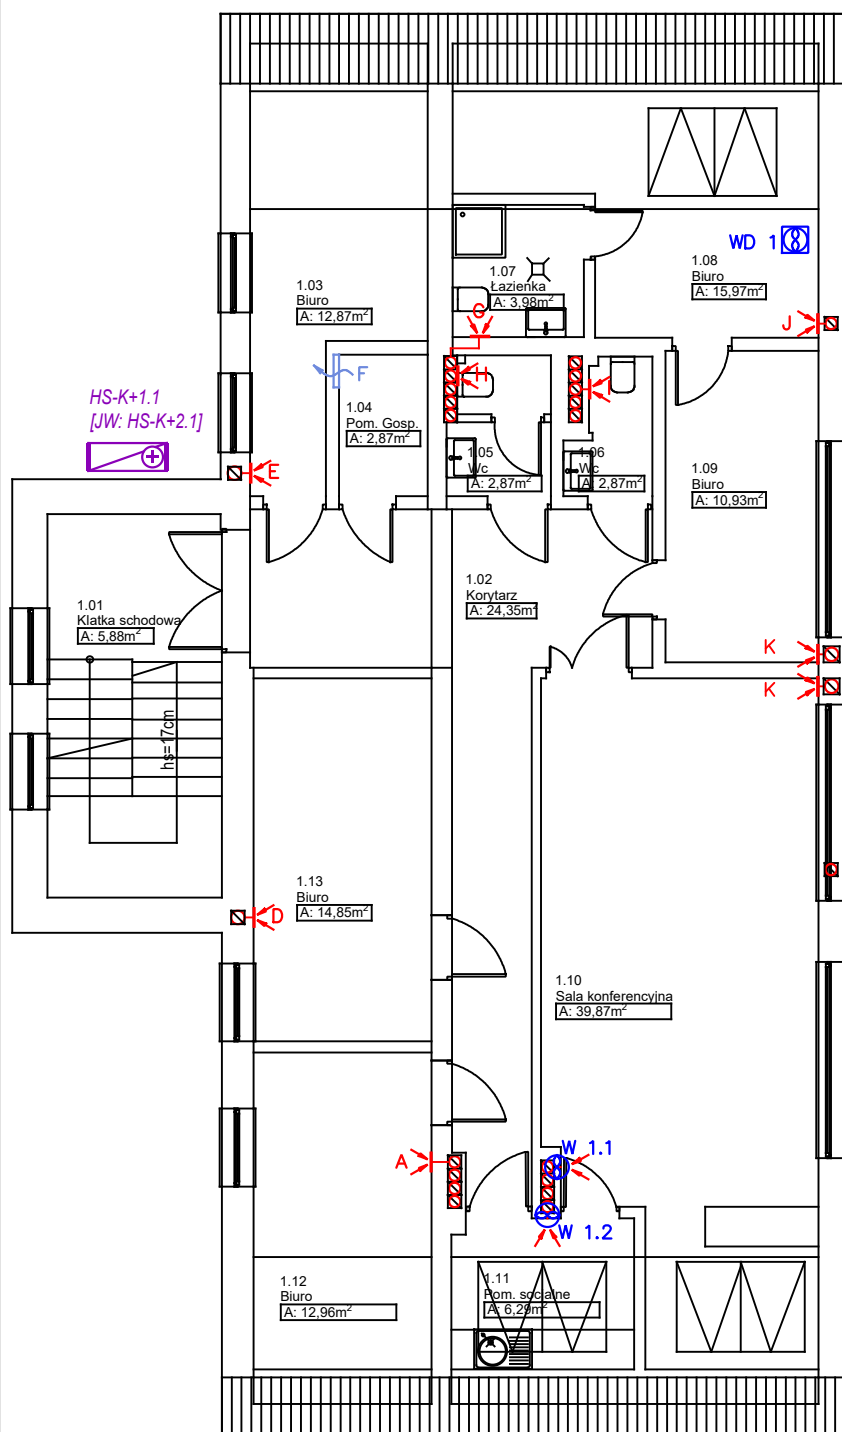 WD 1
1.08
Biuro
A: 15,97m²
1.07
Łazienka
A: 3,98m²
1.03
Biuro
A: 12,87m²
G
J
F
H
I
HS-K+1.1
[JW: HS-K+2.1]
1.04
Pom. Gosp.
A: 2,87m²
1.05
Wc
A: 2,87m²
1.06
Wc
A: 2,87m²
1.09
Biuro
A: 10,93m²
E
1.02
Korytarz
A: 24,35m²
1.01
Klatka schodowa
A: 5,88m²
K
K
hs=17cm
1.13
Biuro
A: 14,85m²
D
1.10
Sala konferencyjna
A: 39,87m²
A
W 1.1
W 1.2
1.12
Biuro
A: 12,96m²
1.11
Pom. socjalne
A: 6,29m²